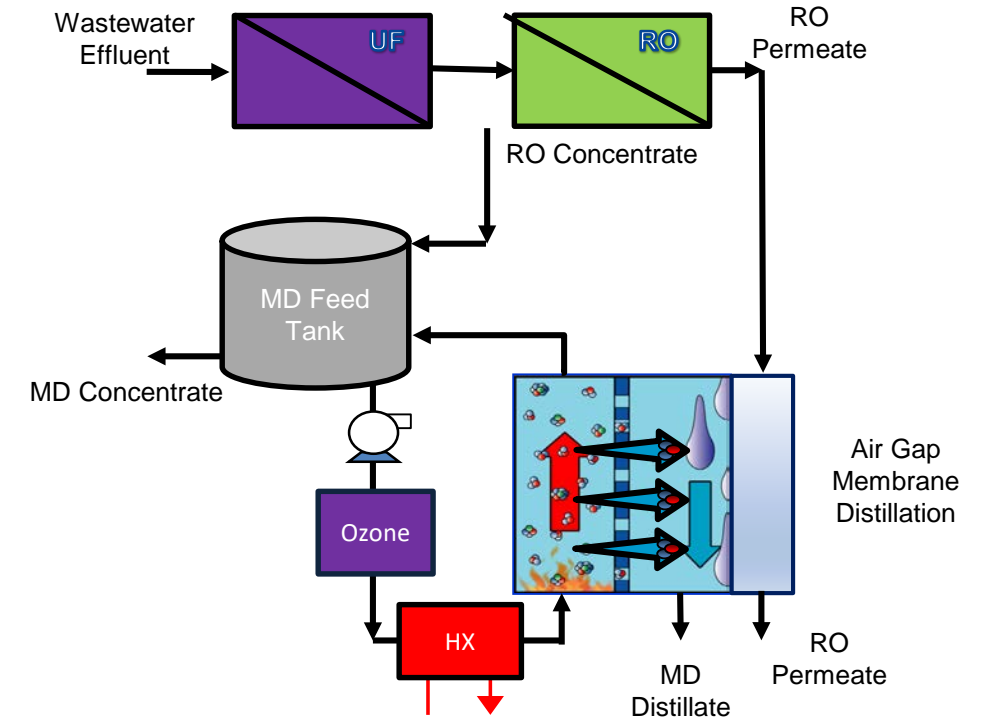 Wastewater
Effluent
UF
RO
RO
Permeate
RO Concentrate
MD Feed
Tank
MD Concentrate
Ozone
HX
Air Gap
Membrane
Distillation
MD
Distillate
RO
Permeate